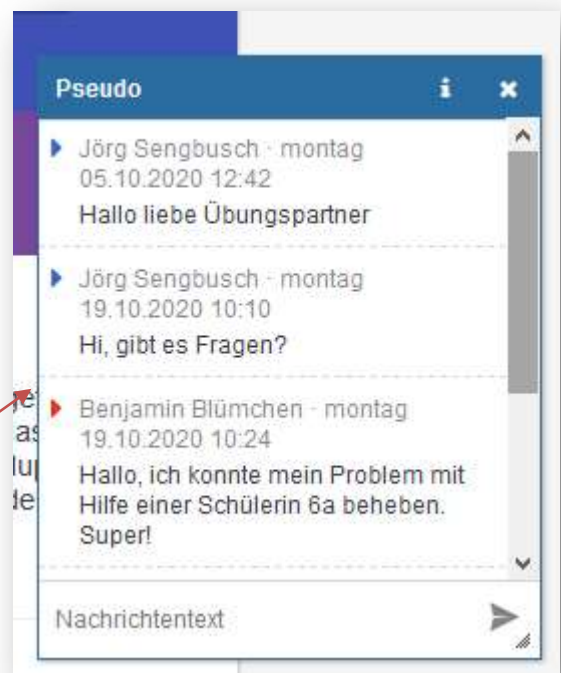 Pseudo
Jörg Sengbusch · montag
05.10.2020 12:42
Hallo liebe Übungspartner
Jörg Sengbusch · montag
19.10.2020 10:10
Hi, gibt es Fragen?
Benjamin Blümchen · montag
19.10.2020 10:24
Hallo, ich konnte mein Problem mit
Hilfe einer Schülerin 6a beheben.
Super!
Nachrichtentext